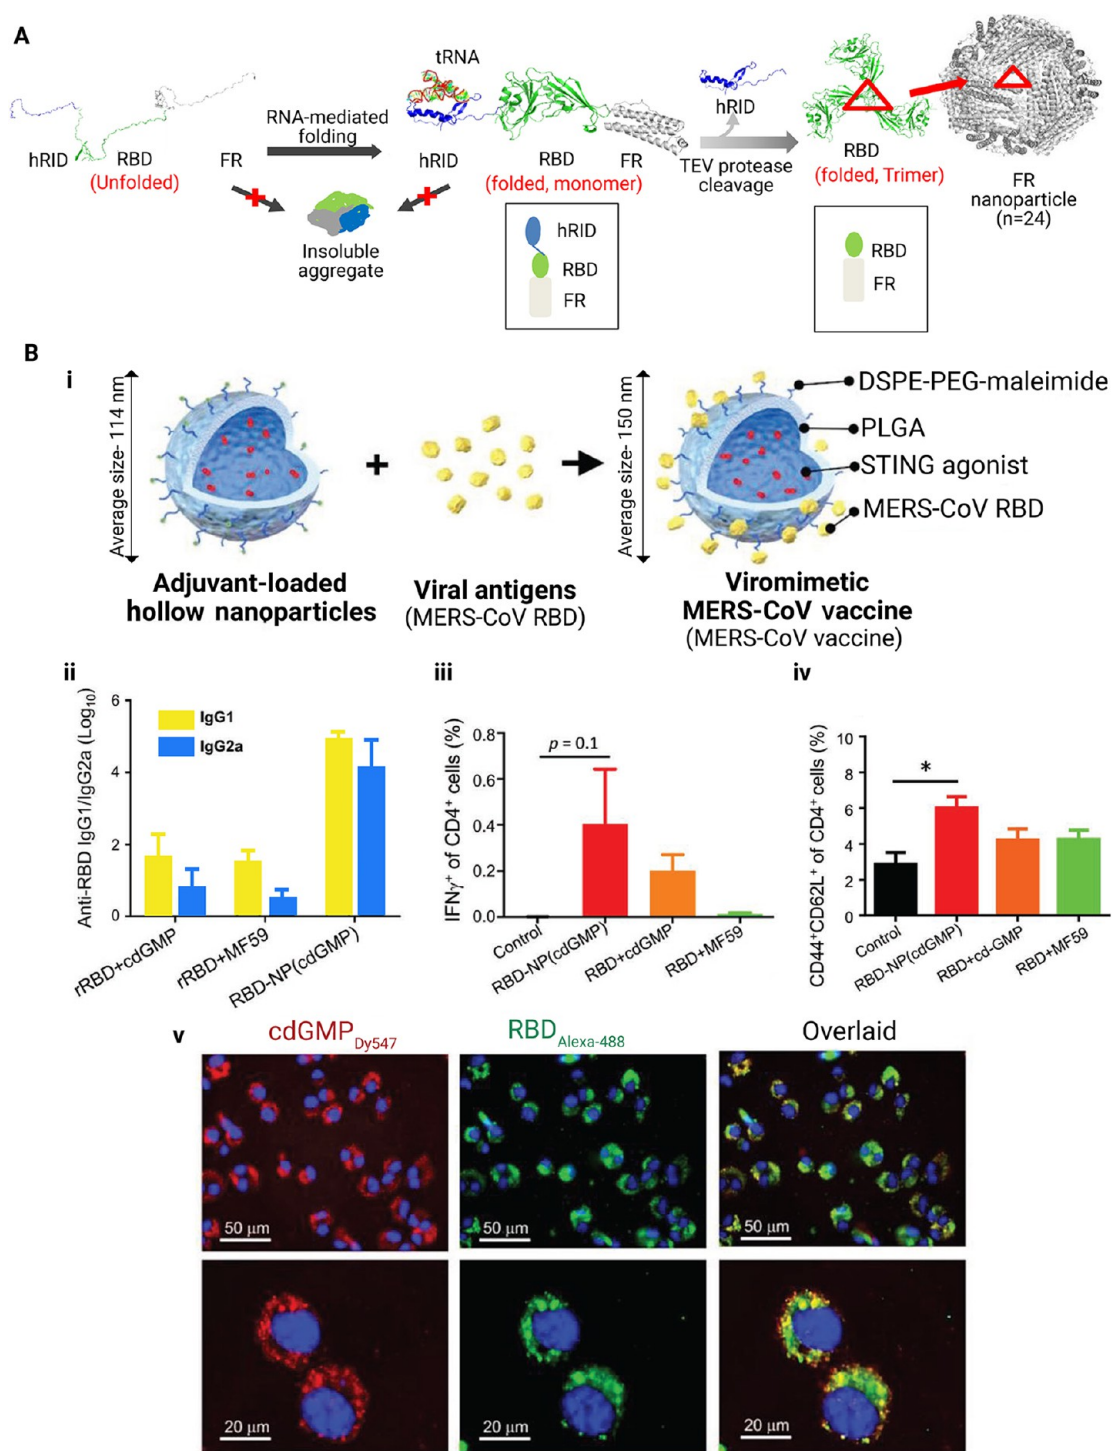 A
hRID
RBD
(Unfolded)
FR
RNA-mediated
folding
Insoluble
aggregate
tRNA
hRID
RBD
FR
(folded, monomer)
hRID
RBD
FR
hRID
TEV protease
cleavage
RBD
(folded, Trimer)
RBD
FR
FR
nanoparticle
(n=24)
B
i
Average size- 114 nm
Adjuvant-loaded
hollow nanoparticles
+
Viral antigens
(MERS-CoV RBD)
Average size- 150 nm
DSPE-PEG-maleimide
PLGA
STING agonist
MERS-CoV RBD
Viromimetic
MERS-CoV vaccine
(MERS-CoV vaccine)
ii
Anti-RBD IgG1/IgG2a (Log10)
6
4
2
0
IgG1
IgG2a
rRBD+cdGMP
rRBD+MF59
RBD-NP(cdGMP)
iii
IFNγ+ of CD4+ cells (%)
0.8
0.6
0.4
0.2
0.0
p = 0.1
Control
RBD-NP(cdGMP)
RBD+cdGMP
RBD+MF59
iv
CD44+CD62L+ of CD4+ cells (%)
10
8
6
4
2
0
*
Control
RBD-NP(cdGMP)
RBD+cd-GMP
RBD+MF59
v
cdGMP Dy547
RBD Alexa-488
Overlaid
50 μm
50 μm
50 μm
20 μm
20 μm
20 μm